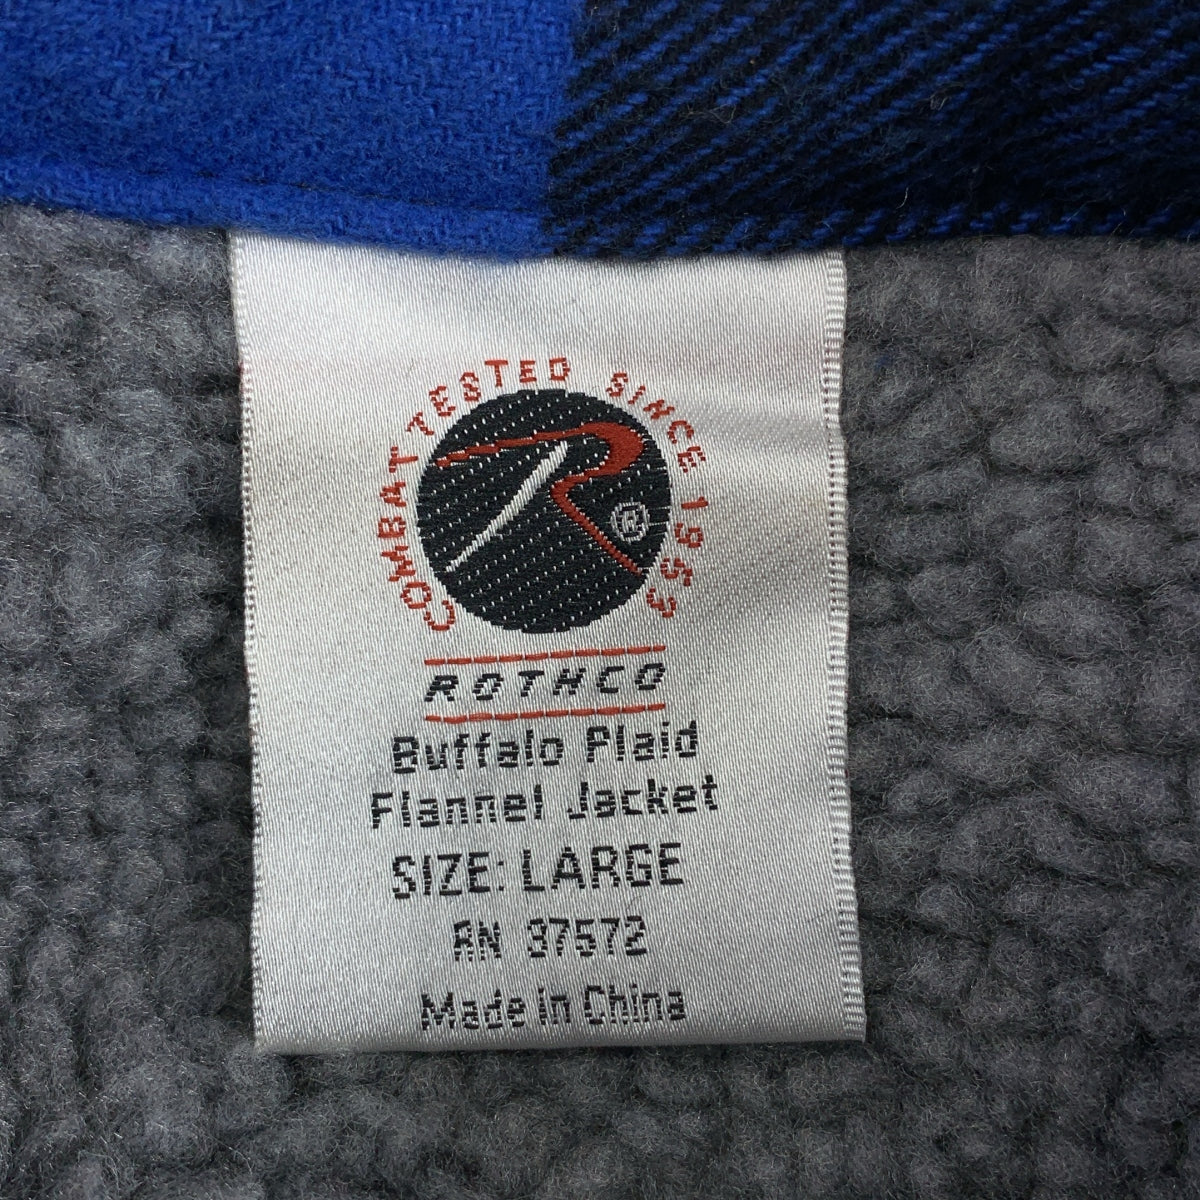 COMBAT TESTED SINCE 1953
R®
ROTHCO
Buffalo Plaid
Flannel Jacket
SIZE: LARGE
RN 37572
Made in China